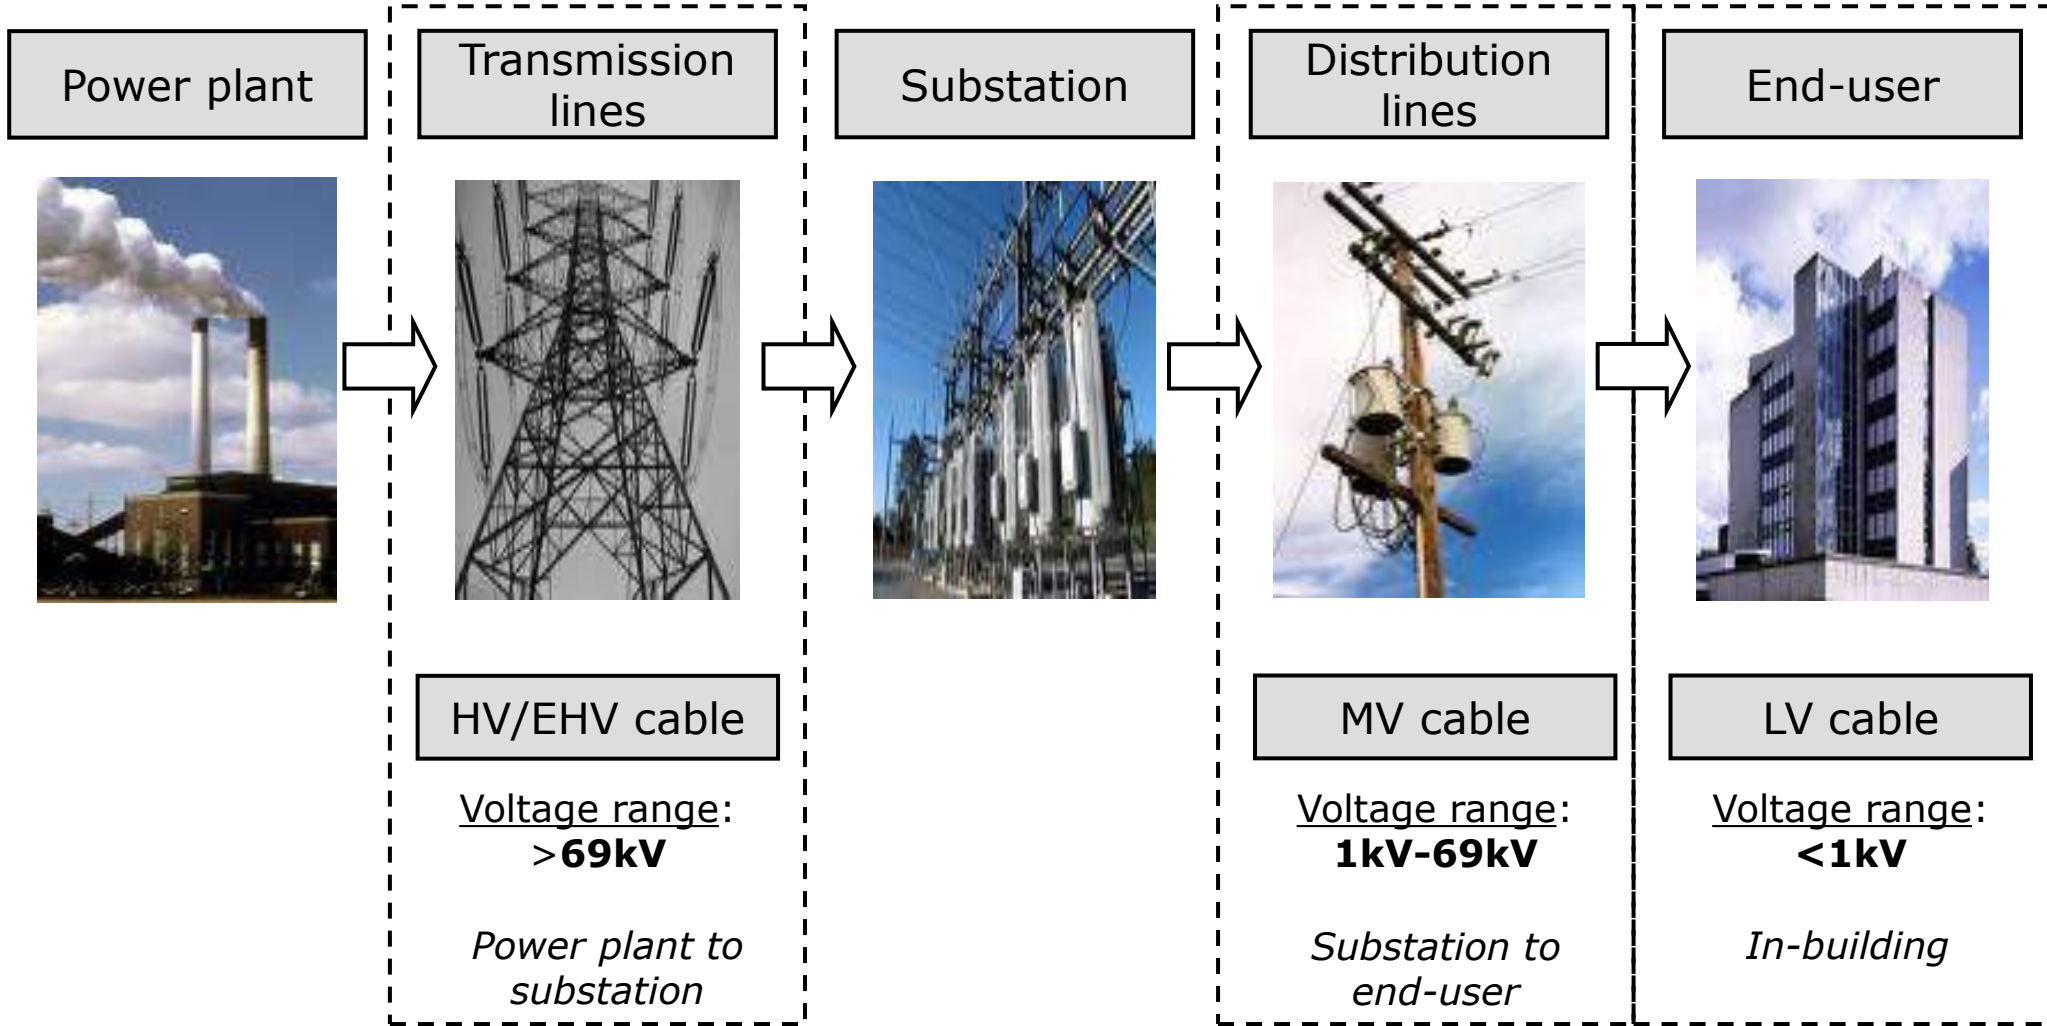 Power plant
Transmission
lines
Substation
Distribution
lines
End-user
HV/EHV cable
MV cable
LV cable
Voltage range:
>69kV
Power plant to
substation
Voltage range:
1kV-69kV
Substation to
end-user
Voltage range:
<1kV
In-building